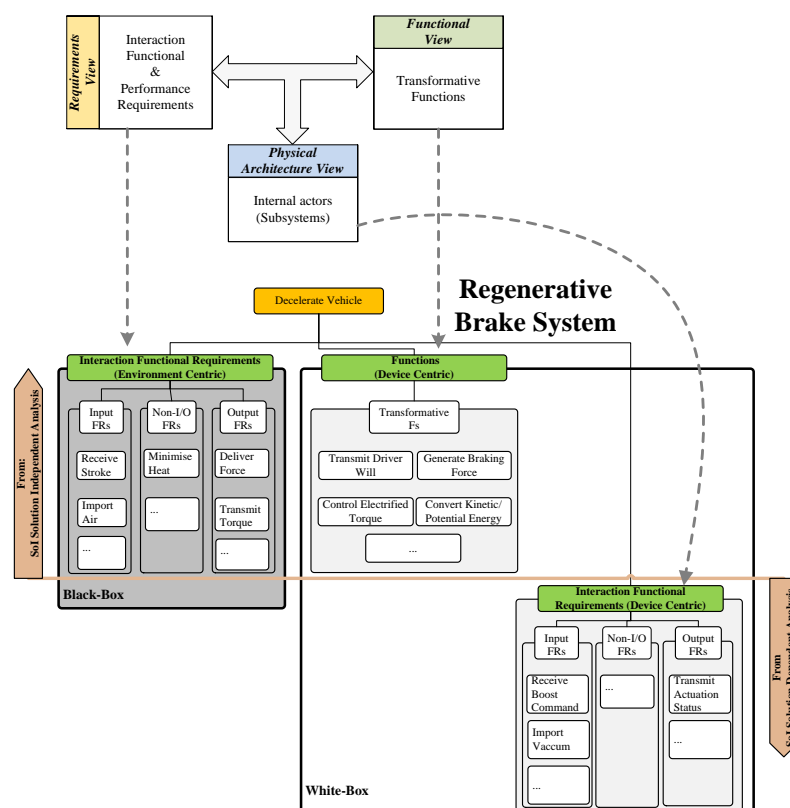 Requirements
View
Interaction
Functional
&
Performance
Requirements
Functional
View
Transformative
Functions
Physical
Architecture View
Internal actors
(Subsystems)
Regenerative
Brake System
Decelerate Vehicle
Interaction Functional Requirements
(Environment Centric)
Functions
(Device Centric)
From:
SoI Solution Independent Analysis
Input
FRs
Non-I/O
FRs
Output
FRs
Receive
Stroke
Minimise
Heat
Deliver
Force
Import
Air
...
Transmit
Torque
...
...
Black-Box
Transformative
Fs
Transmit Driver
Will
Generate Braking
Force
Control Electrified
Torque
Convert Kinetic/
Potential Energy
...
Interaction Functional
Requirements (Device Centric)
Input
FRs
Non-I/O
FRs
Output
FRs
Receive
Boost
Command
...
Transmit
Actuation
Status
Import
Vaccum
...
...
White-Box
From
SoI Solution Dependent Analysis